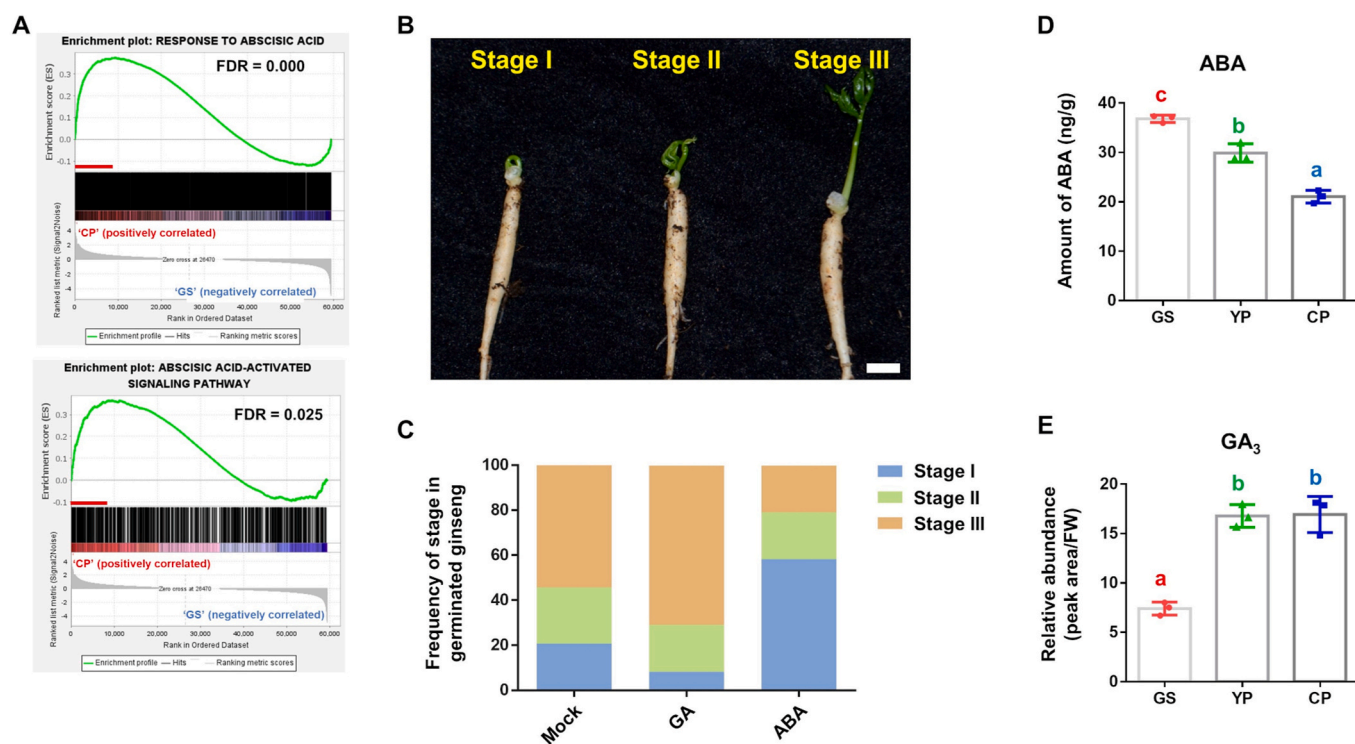 A
Enrichment plot: RESPONSE TO ABSCISIC ACID
FDR = 0.000
Enrichment score (ES)
0.3
0.2
0.1
0.0
-0.1
Ranked list metric (Signal2Noise)
4
2
0
-2
-4
'CP' (positively correlated)
Zero cross at 26470
'GS' (negatively correlated)
0 10,000 20,000 30,000 40,000 50,000 60,000
Rank in Ordered Dataset
Enrichment profile Hits Ranking metric scores
Enrichment plot: ABSCISIC ACID-ACTIVATED
SIGNALING PATHWAY
FDR = 0.025
Enrichment score (ES)
0.3
0.2
0.1
0.0
-0.1
Ranked list metric (Signal2Noise)
4
2
0
-2
-4
'CP' (positively correlated)
Zero cross at 26470
'GS' (negatively correlated)
0 10,000 20,000 30,000 40,000 50,000 60,000
Rank in Ordered Dataset
Enrichment profile Hits Ranking metric scores
B
Stage I Stage II Stage III
C
Frequency of stage in
germinated ginseng
100
80
60
40
20
0
Mock GA ABA
Stage I
Stage II
Stage III
D
ABA
Amount of ABA (ng/g)
40
30
20
10
0
c b a
GS YP CP
E
GA3
Relative abundance
(peak area/FW)
20
15
10
5
0
a b b
GS YP CP